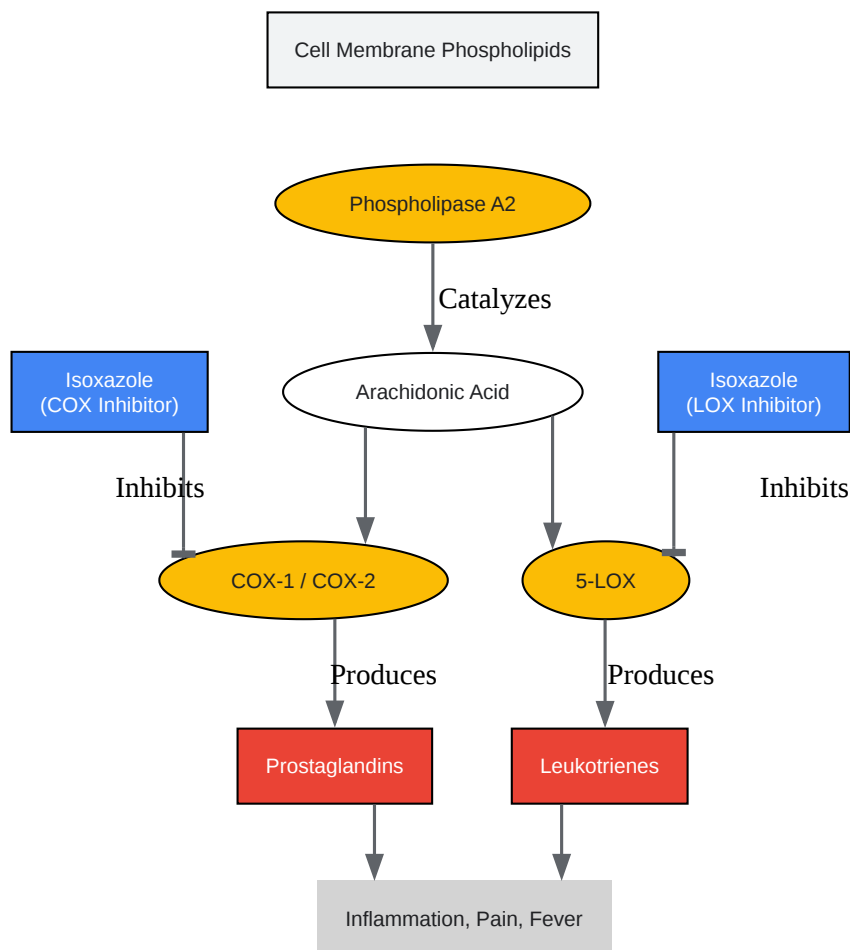 Cell Membrane Phospholipids
Phospholipase A2
Catalyzes
Isoxazole
(COX Inhibitor)
Arachidonic Acid
Isoxazole
(LOX Inhibitor)
Inhibits
Inhibits
COX-1 / COX-2
5-LOX
Produces
Produces
Prostaglandins
Leukotrienes
Inflammation, Pain, Fever